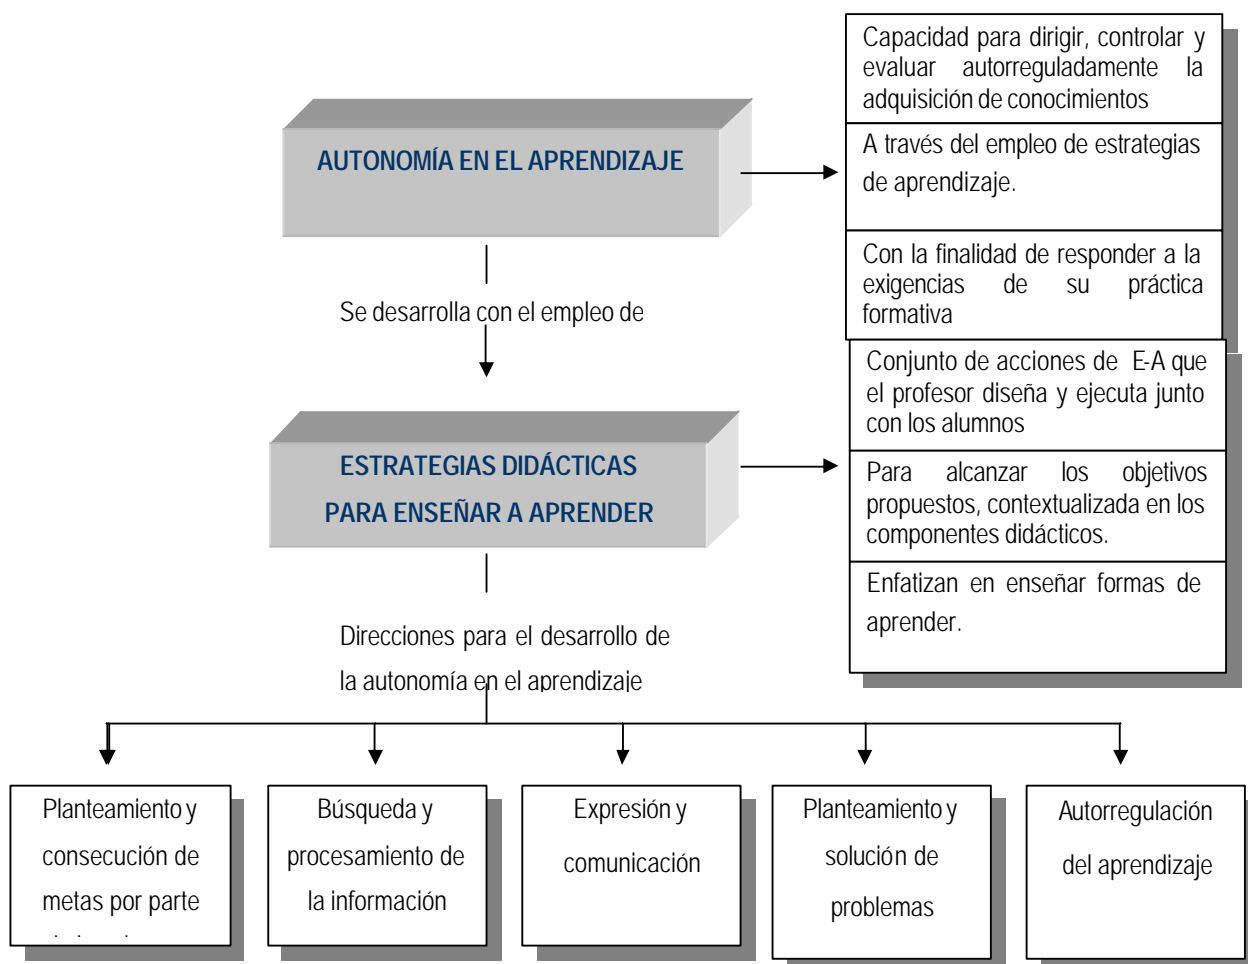 Capacidad para dirigir, controlar y
evaluar autorreguladamente la
adquisición de conocimientos
AUTONOMÍA EN EL APRENDIZAJE
A través del empleo de estrategias
de aprendizaje.
Con la finalidad de responder a la
exigencias de su práctica
formativa
Se desarrolla con el empleo de
Conjunto de acciones de E-A que
el profesor diseña y ejecuta junto
con los alumnos
ESTRATEGIAS DIDÁCTICAS
PARA ENSEÑAR A APRENDER
Para alcanzar los objetivos
propuestos, contextualizada en los
componentes didácticos.
Enfatizan en enseñar formas de
aprender.
Direcciones para el desarrollo de
la autonomía en el aprendizaje
Planteamiento y
consecución de
metas por parte
Búsqueda y
procesamiento de
la información
Expresión y
comunicación
Planteamiento y
solución de
problemas
Autorregulación
del aprendizaje